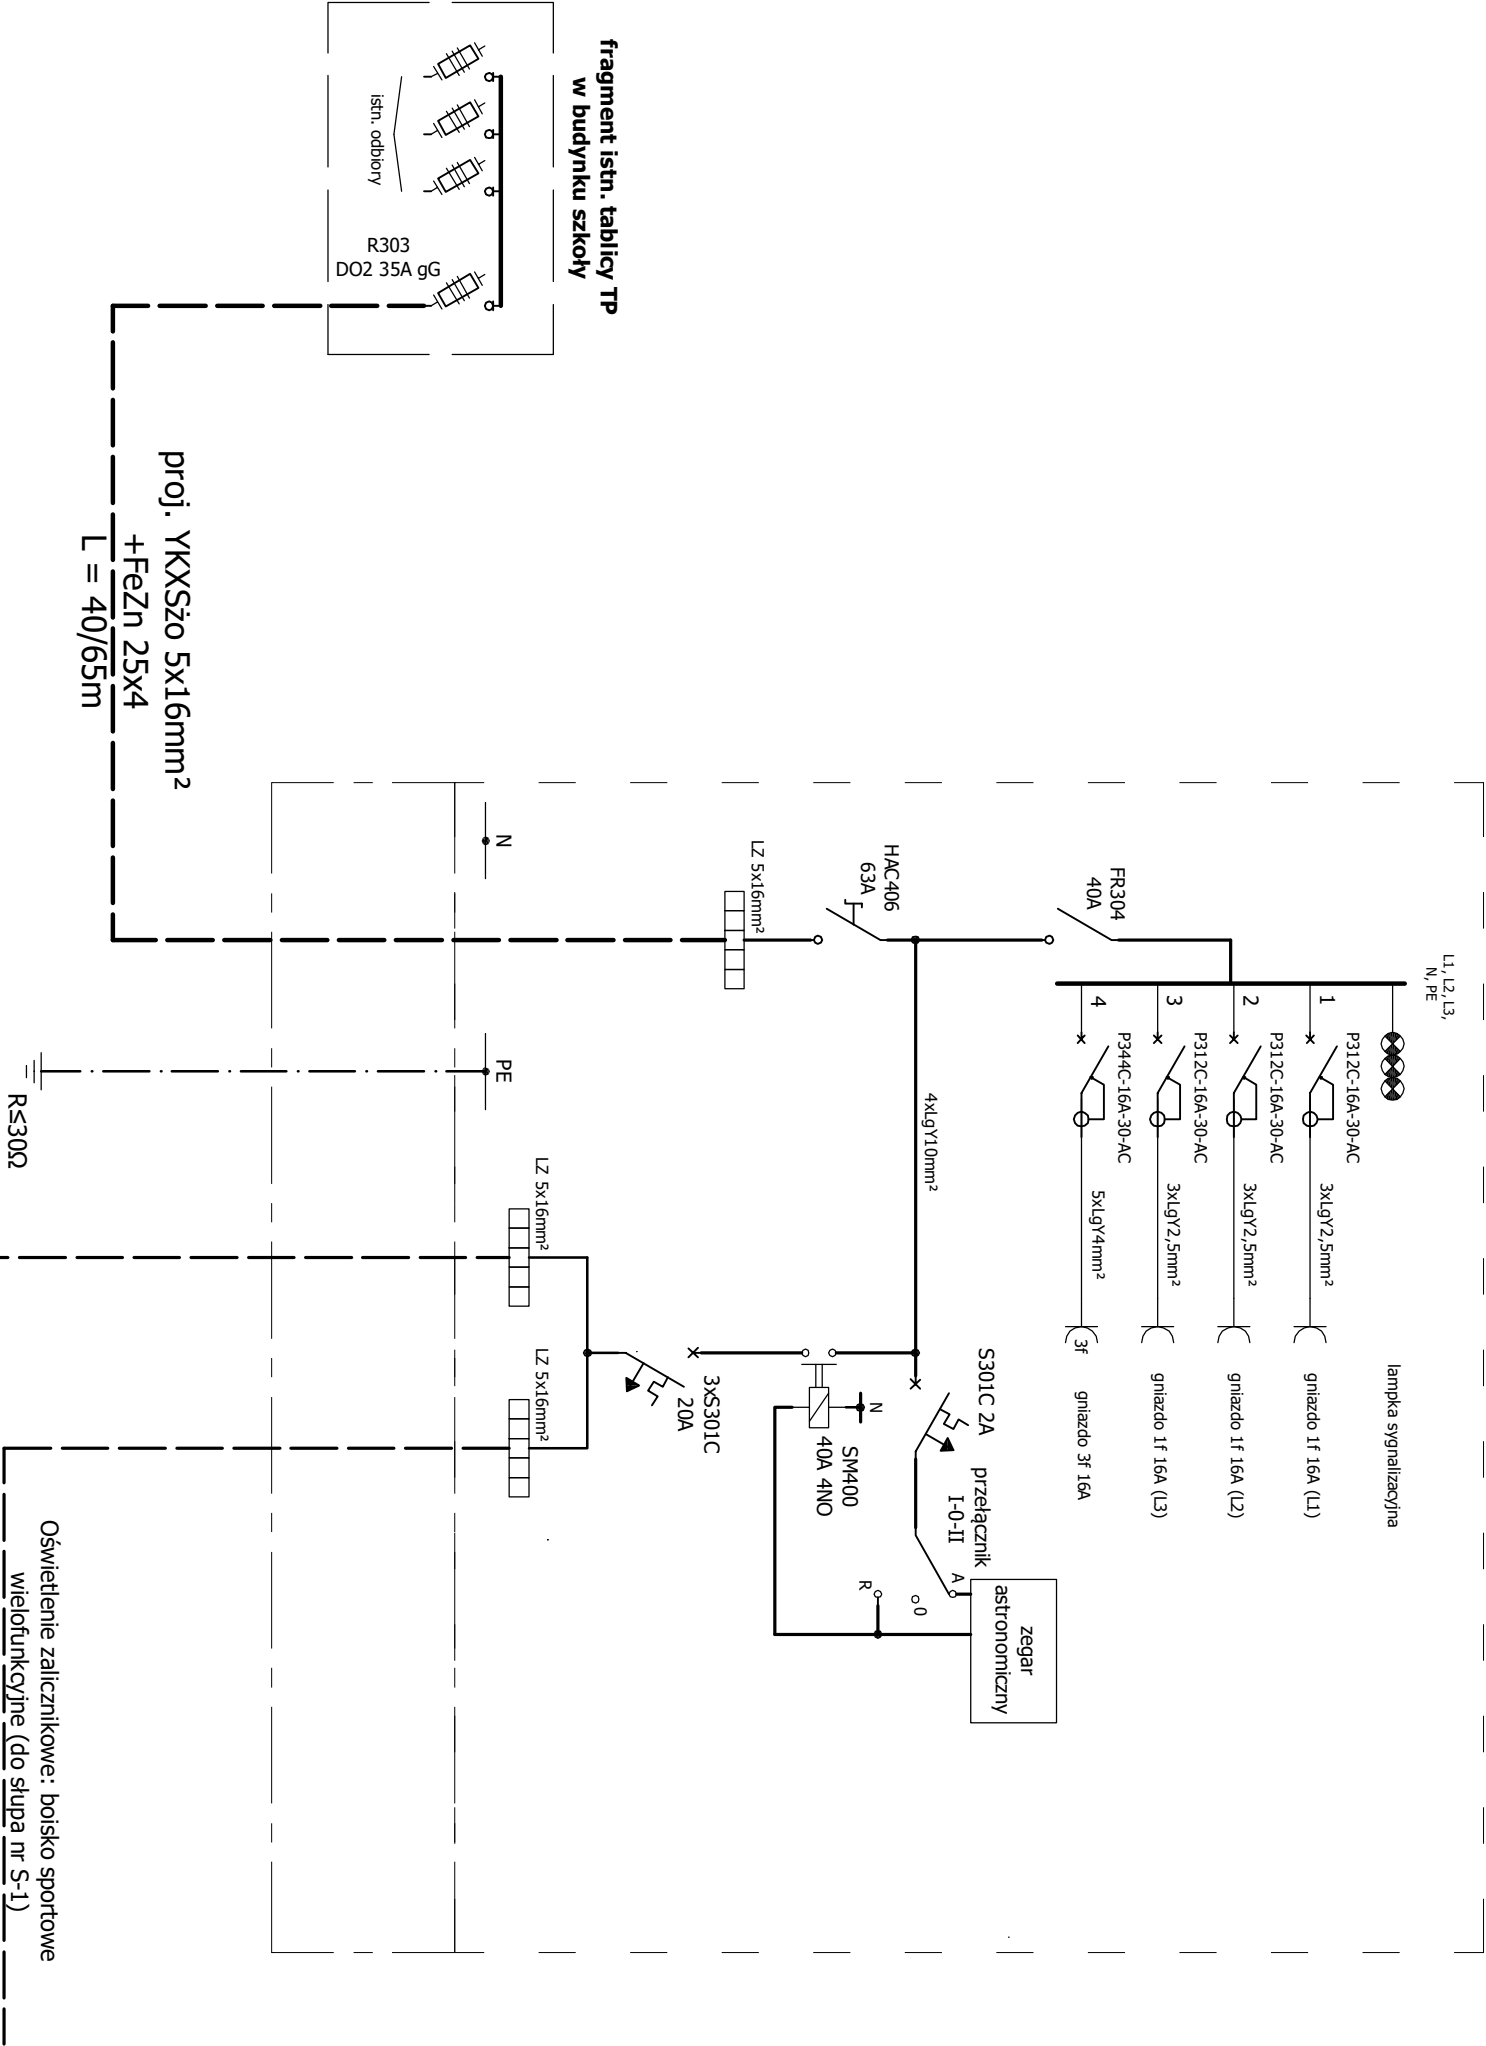 fragment istn. tablicy TP
w budynku szkoły
istn. odbiory
R303
DO2 35A gG
proj. YKXSżo 5x16mm²
+FeZn 25x4
L = 40/65m
L1, L2, L3,
N, PE
FR304
40A
HAC406
63A
LZ 5x16mm²
N
PE
R≤30Ω
lampka sygnalizacyjna
1
P312C-16A-30-AC
3xLgY2,5mm²
gniazdo 1f 16A (L1)
2
P312C-16A-30-AC
3xLgY2,5mm²
gniazdo 1f 16A (L2)
3
P312C-16A-30-AC
3xLgY2,5mm²
gniazdo 1f 16A (L3)
4
P344C-16A-30-AC
5xLgY4mm²
3f
gniazdo 3f 16A
4xLgY10mm²
S301C 2A
przełącznik
I-0-II
A
0
R
zegar
astronomiczny
N
SM400
40A 4NO
3xS301C
20A
LZ 5x16mm²
LZ 5x16mm²
Oświetlenie zalicznikowe: boisko sportowe
wielofunkcyjne (do słupa nr S-1)